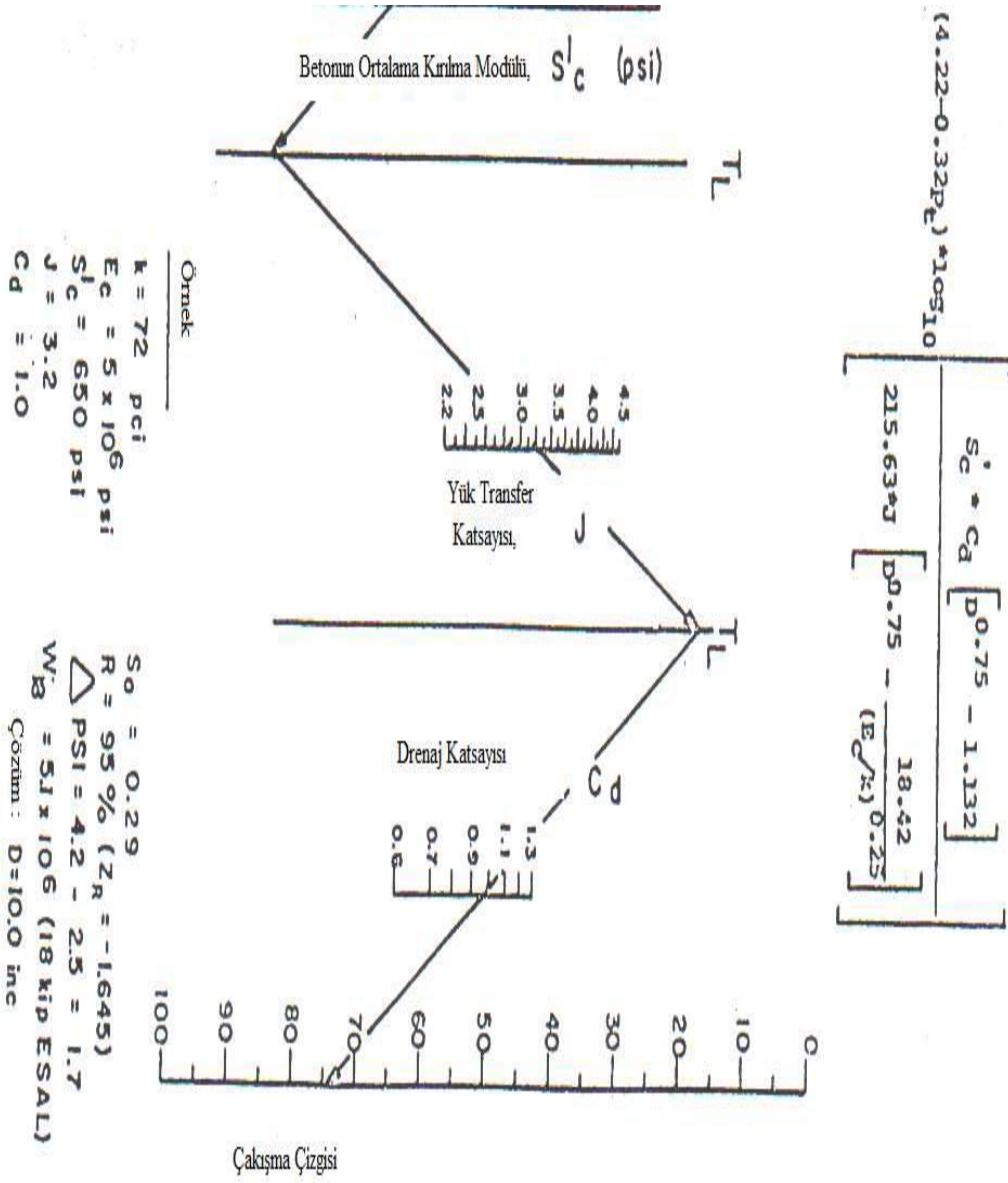 Betonun Ortalama Kırılma Modülü, S'c (psi)
TL
(4.22-0.32Pt)*log10
S'c * Cd [D^0.75 - 1.132]
215.63*J [D^0.75 - 18.42
(Ec/k)^0.25]
2.2 2.5 3.0 3.5 4.0 4.5
Yük Transfer
Katsayısı,
J
TL
Drenaj Katsayısı
Cd
0.6 0.7 0.9 1.1 1.3
100 90 80 70 60 50 40 30 20 10 0
Çakışma Çizgisi
Örnek
k = 72 pci
Ec = 5 x 10^6 psi
S'c = 650 psi
J = 3.2
Cd = 1.0
So = 0.29
R = 95 % (ZR = -1.645)
△ PSI = 4.2 - 2.5 = 1.7
W18 = 5.1 x 10^6 (18 kip ESAL)
Çözüm : D=10.0 inc